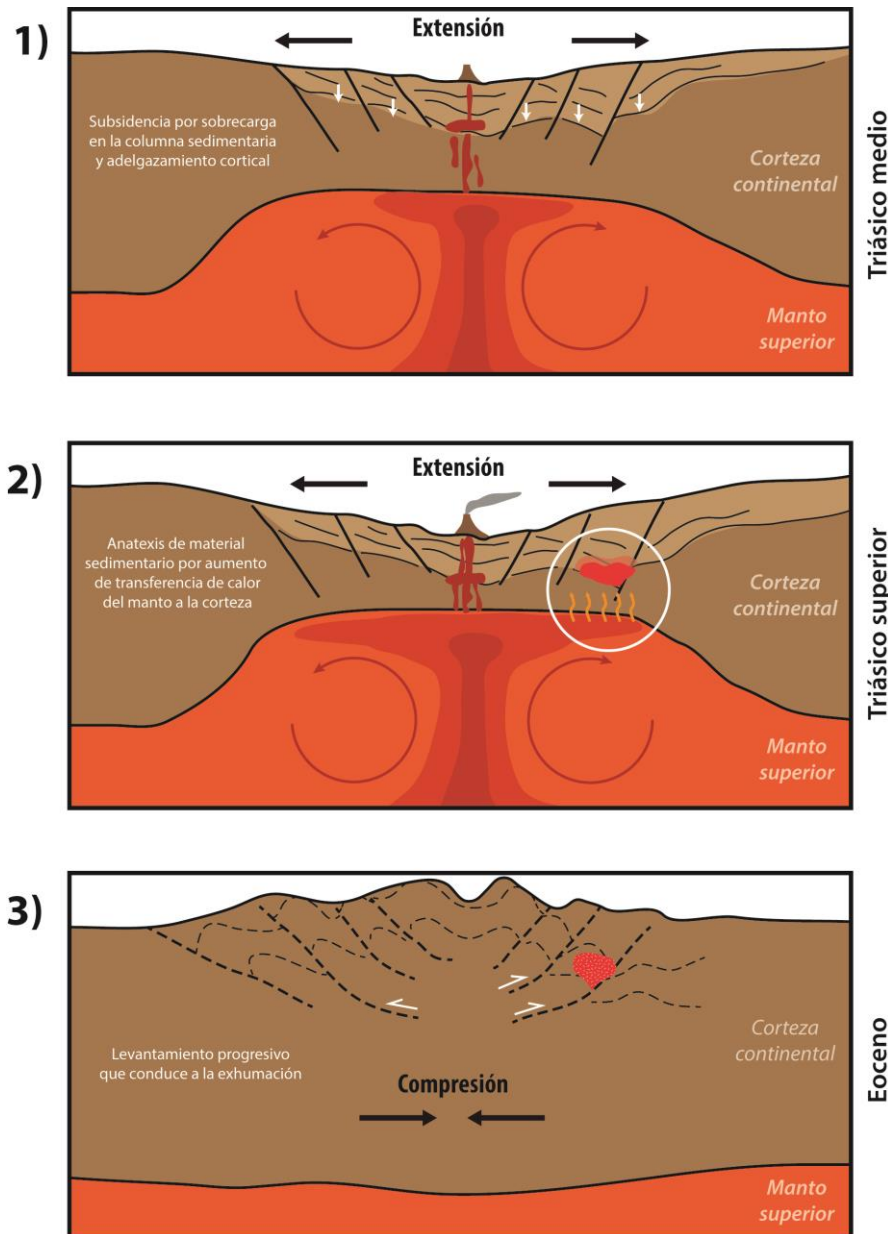 1)
Extensión
Subsidencia por sobrecarga
en la columna sedimentaria
y adelgazamiento cortical
Corteza
continental
Manto
superior
Triásico medio
2)
Extensión
Anatexis de material
sedimentario por aumento
de transferencia de calor
del manto a la corteza
Corteza
continental
Manto
superior
Triásico superior
3)
Levantamiento progresivo
que conduce a la exhumación
Compresión
Corteza
continental
Manto
superior
Eoceno